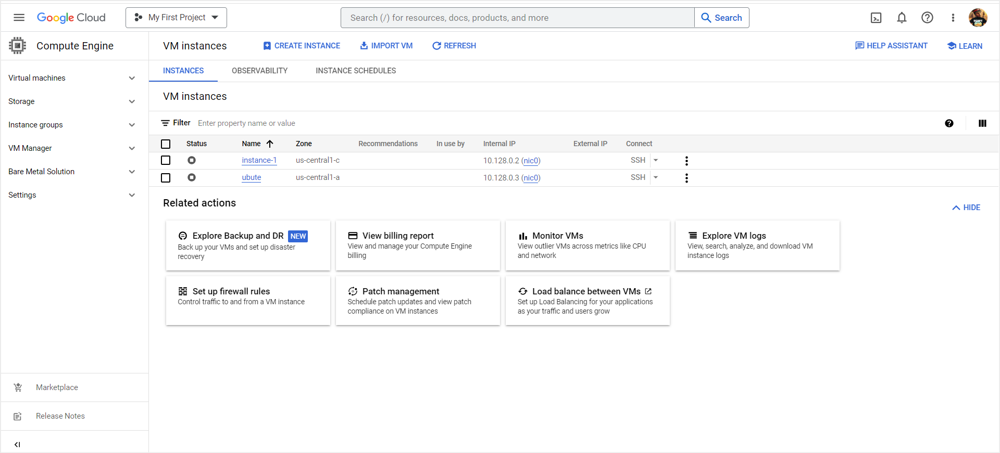 Google Cloud
My First Project
Search (/) for resources, docs, products, and more
Search
Compute Engine
VM instances
CREATE INSTANCE
IMPORT VM
REFRESH
HELP ASSISTANT
LEARN
INSTANCES
OBSERVABILITY
INSTANCE SCHEDULES
Virtual machines
Storage
Instance groups
VM Manager
Bare Metal Solution
Settings
Marketplace
Release Notes
VM instances
Filter Enter property name or value
Status Name Zone Recommendations In use by Internal IP External IP Connect
instance-1 us-central1-c 10.128.0.2 (nic0) SSH
ubute us-central1-a 10.128.0.3 (nic0) SSH
Related actions
HIDE
Explore Backup and DR NEW
Back up your VMs and set up disaster
recovery
View billing report
View and manage your Compute Engine
billing
Monitor VMs
View outlier VMs across metrics like CPU
and network
Explore VM logs
View, search, analyze, and download VM
instance logs
Set up firewall rules
Control traffic to and from a VM instance
Patch management
Schedule patch updates and view patch
compliance on VM instances
Load balance between VMs
Set up Load Balancing for your applications
as your traffic and users grow